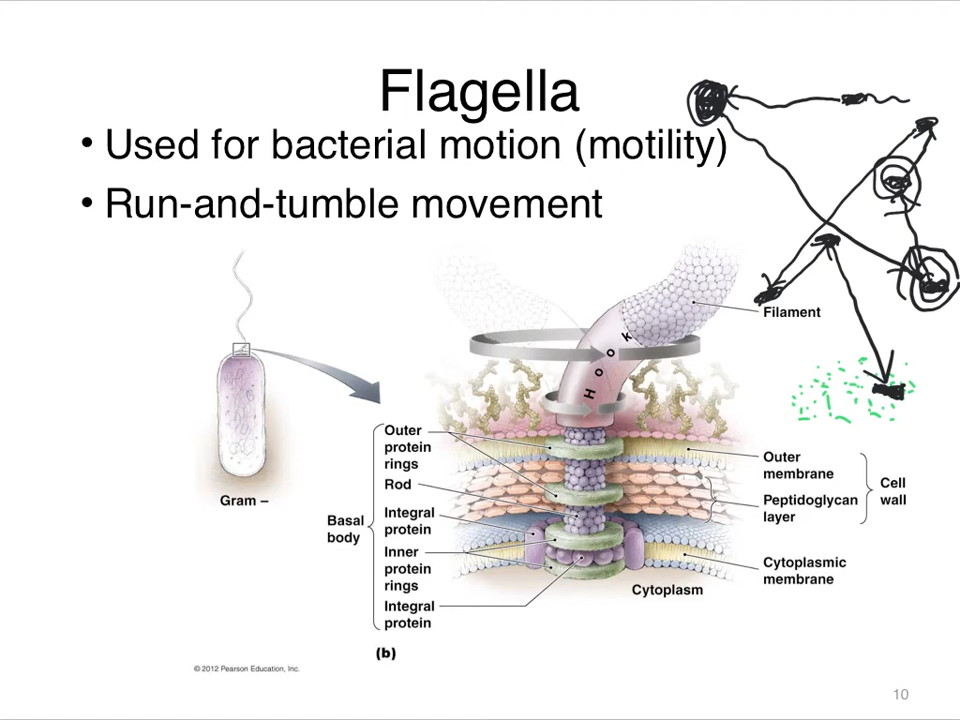 Flagella
• Used for bacterial motion (motility)
• Run-and-tumble movement
Filament
Hook
Outer
protein
rings
Rod
Integral
protein
Inner
protein
rings
Integral
protein
Basal
body
Gram –
Outer
membrane
Peptidoglycan
layer
Cell
wall
Cytoplasmic
membrane
Cytoplasm
(b)
© 2012 Pearson Education, Inc.
10